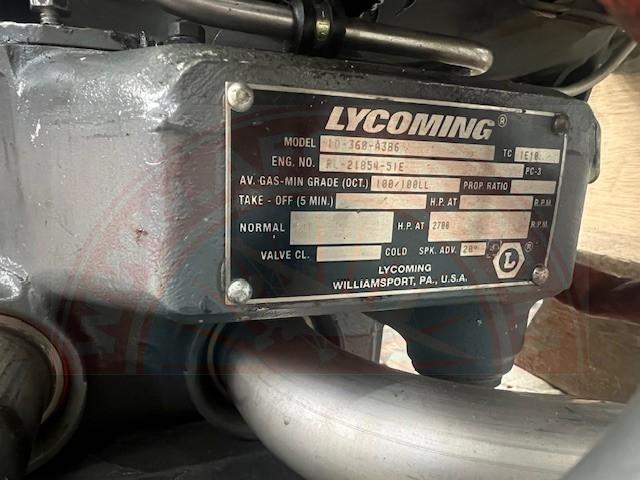 LYCOMING®
MODEL IO-360-A3B6 TC 1E10
ENG. NO. RL-21854-51E PC-3
AV. GAS-MIN GRADE (OCT.) 100/100LL PROP RATIO
TAKE - OFF (5 MIN.) H.P. AT R.P.M.
NORMAL H.P. AT 2700 R.P.M.
VALVE CL. COLD SPK. ADV. 20° L ®
LYCOMING
WILLIAMSPORT, PA., U.S.A.